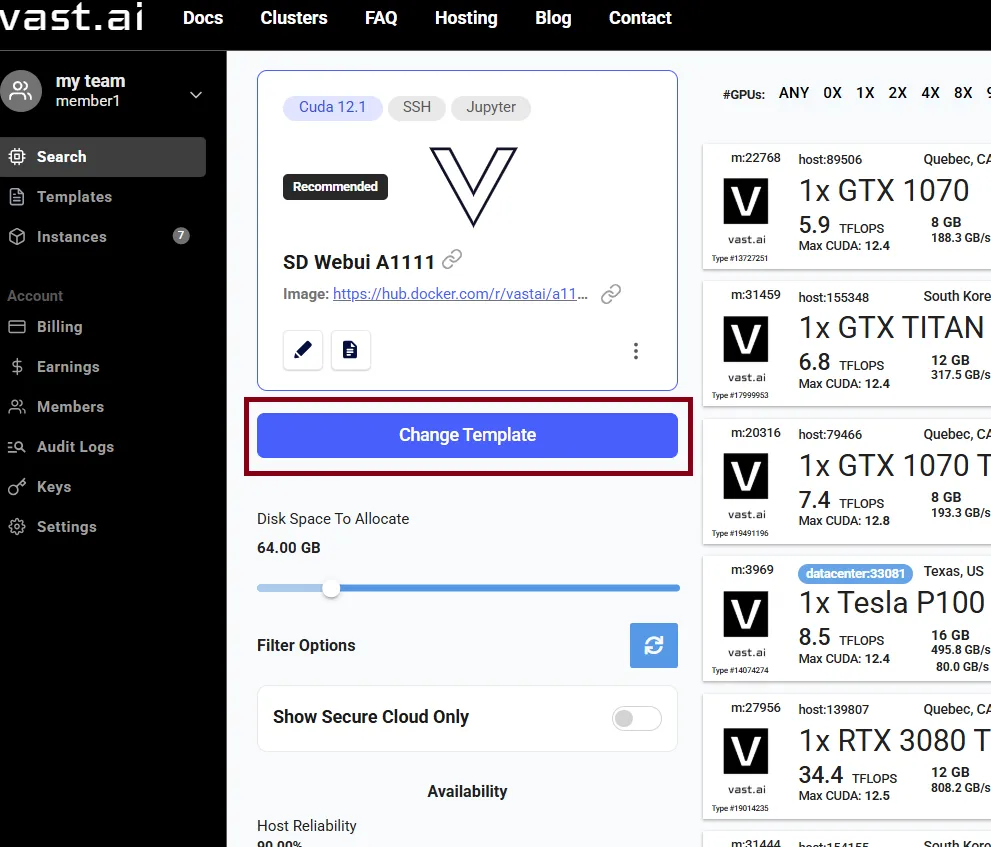 vast.ai
Docs Clusters FAQ Hosting Blog Contact
my team
member1
Search
Templates
Instances 7
Account
Billing
Earnings
Members
Audit Logs
Keys
Settings
Cuda 12.1 SSH Jupyter
Recommended
SD Webui A1111
Image: https://hub.docker.com/r/vastai/a11...
Change Template
Disk Space To Allocate
64.00 GB
Filter Options
Show Secure Cloud Only
Availability
Host Reliability
90.00%
#GPUs: ANY 0X 1X 2X 4X 8X
m:22768 host:89506 Quebec, CA
1x GTX 1070
5.9 TFLOPS 8 GB
Max CUDA: 12.4 188.3 GB/s
vast.ai
Type #13727251
m:31459 host:155348 South Kore
1x GTX TITAN
6.8 TFLOPS 12 GB
Max CUDA: 12.4 317.5 GB/s
vast.ai
Type #17999953
m:20316 host:79466 Quebec, CA
1x GTX 1070 T
7.4 TFLOPS 8 GB
Max CUDA: 12.8 193.3 GB/s
vast.ai
Type #19491196
m:3969 datacenter:33081 Texas, US
1x Tesla P100
8.5 TFLOPS 16 GB
Max CUDA: 12.4 495.8 GB/s
80.0 GB/s
vast.ai
Type #14074274
m:27956 host:139807 Quebec, CA
1x RTX 3080 T
34.4 TFLOPS 12 GB
Max CUDA: 12.5 808.2 GB/s
vast.ai
Type #19014235
m:31444 host:154155 South Kore